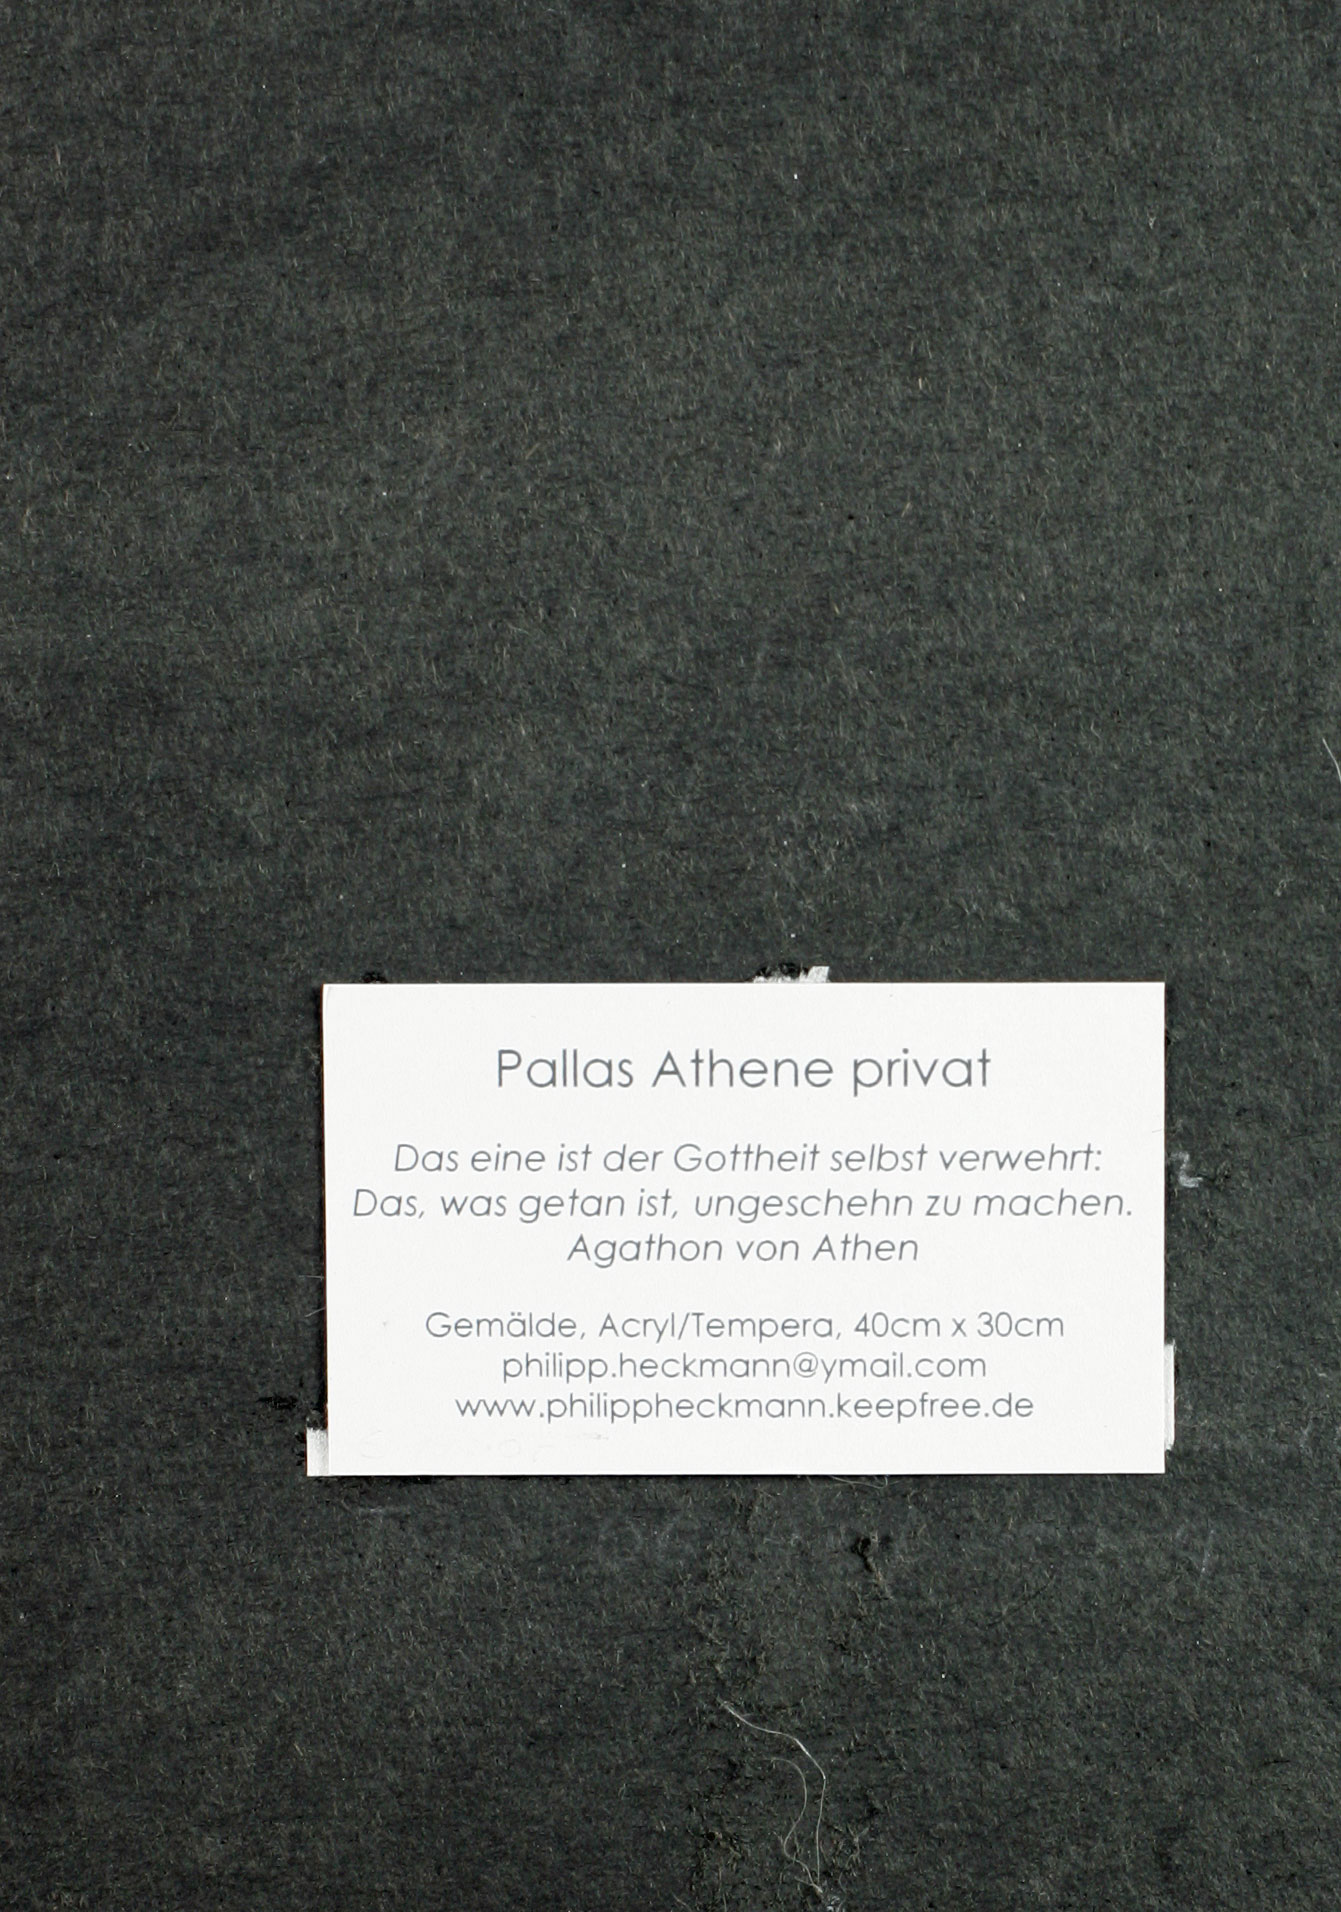 Pallas Athene privat
Das eine ist der Gottheit selbst verwehrt:
Das, was getan ist, ungeschehn zu machen.
Agathon von Athen
Gemälde, Acryl/Tempera, 40cm x 30cm
philipp.heckmann@ymail.com
www.philippheckmann.keepfree.de